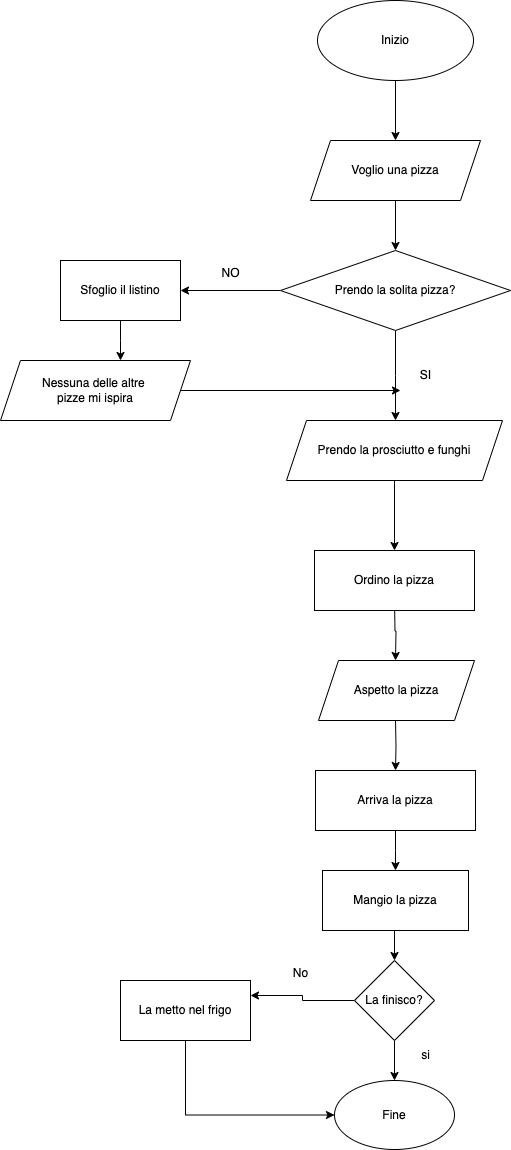 Inizio
Voglio una pizza
Prendo la solita pizza?
NO
Sfoglio il listino
Nessuna delle altre
pizze mi ispira
SI
Prendo la prosciutto e funghi
Ordino la pizza
Aspetto la pizza
Arriva la pizza
Mangio la pizza
La finisco?
No
La metto nel frigo
si
Fine